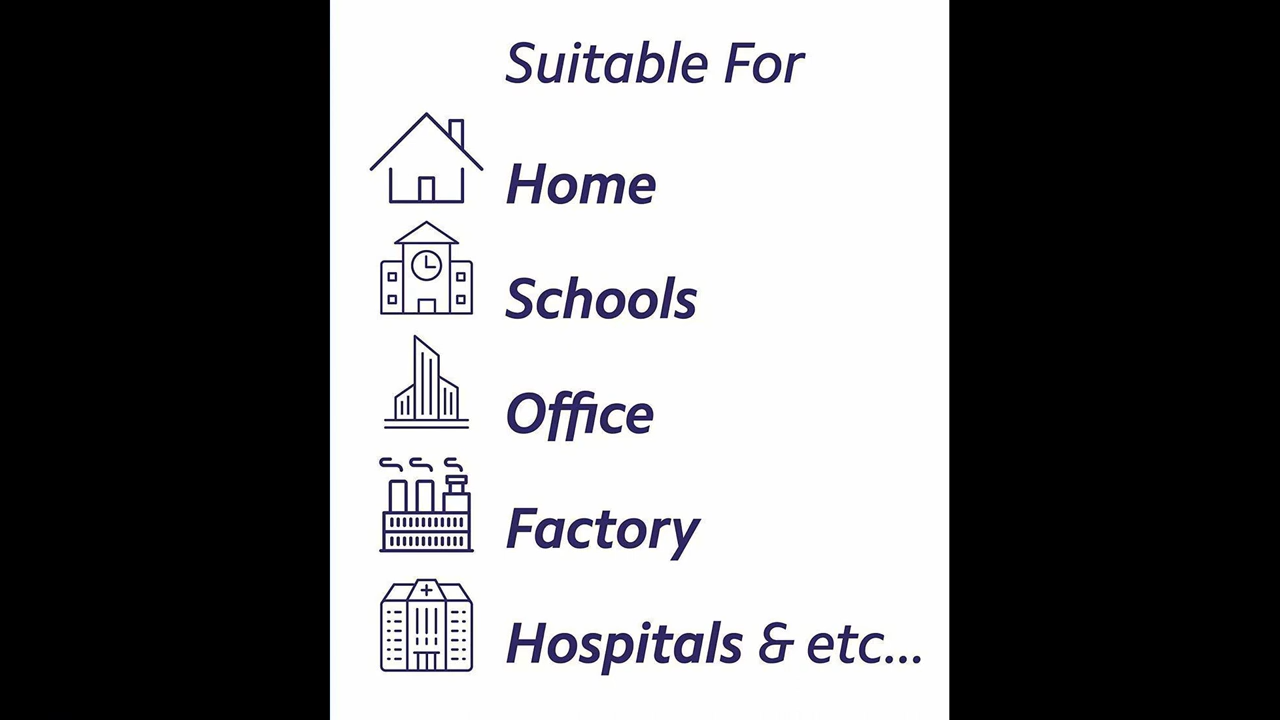 Suitable For
Home
Schools
Office
Factory
Hospitals & etc...